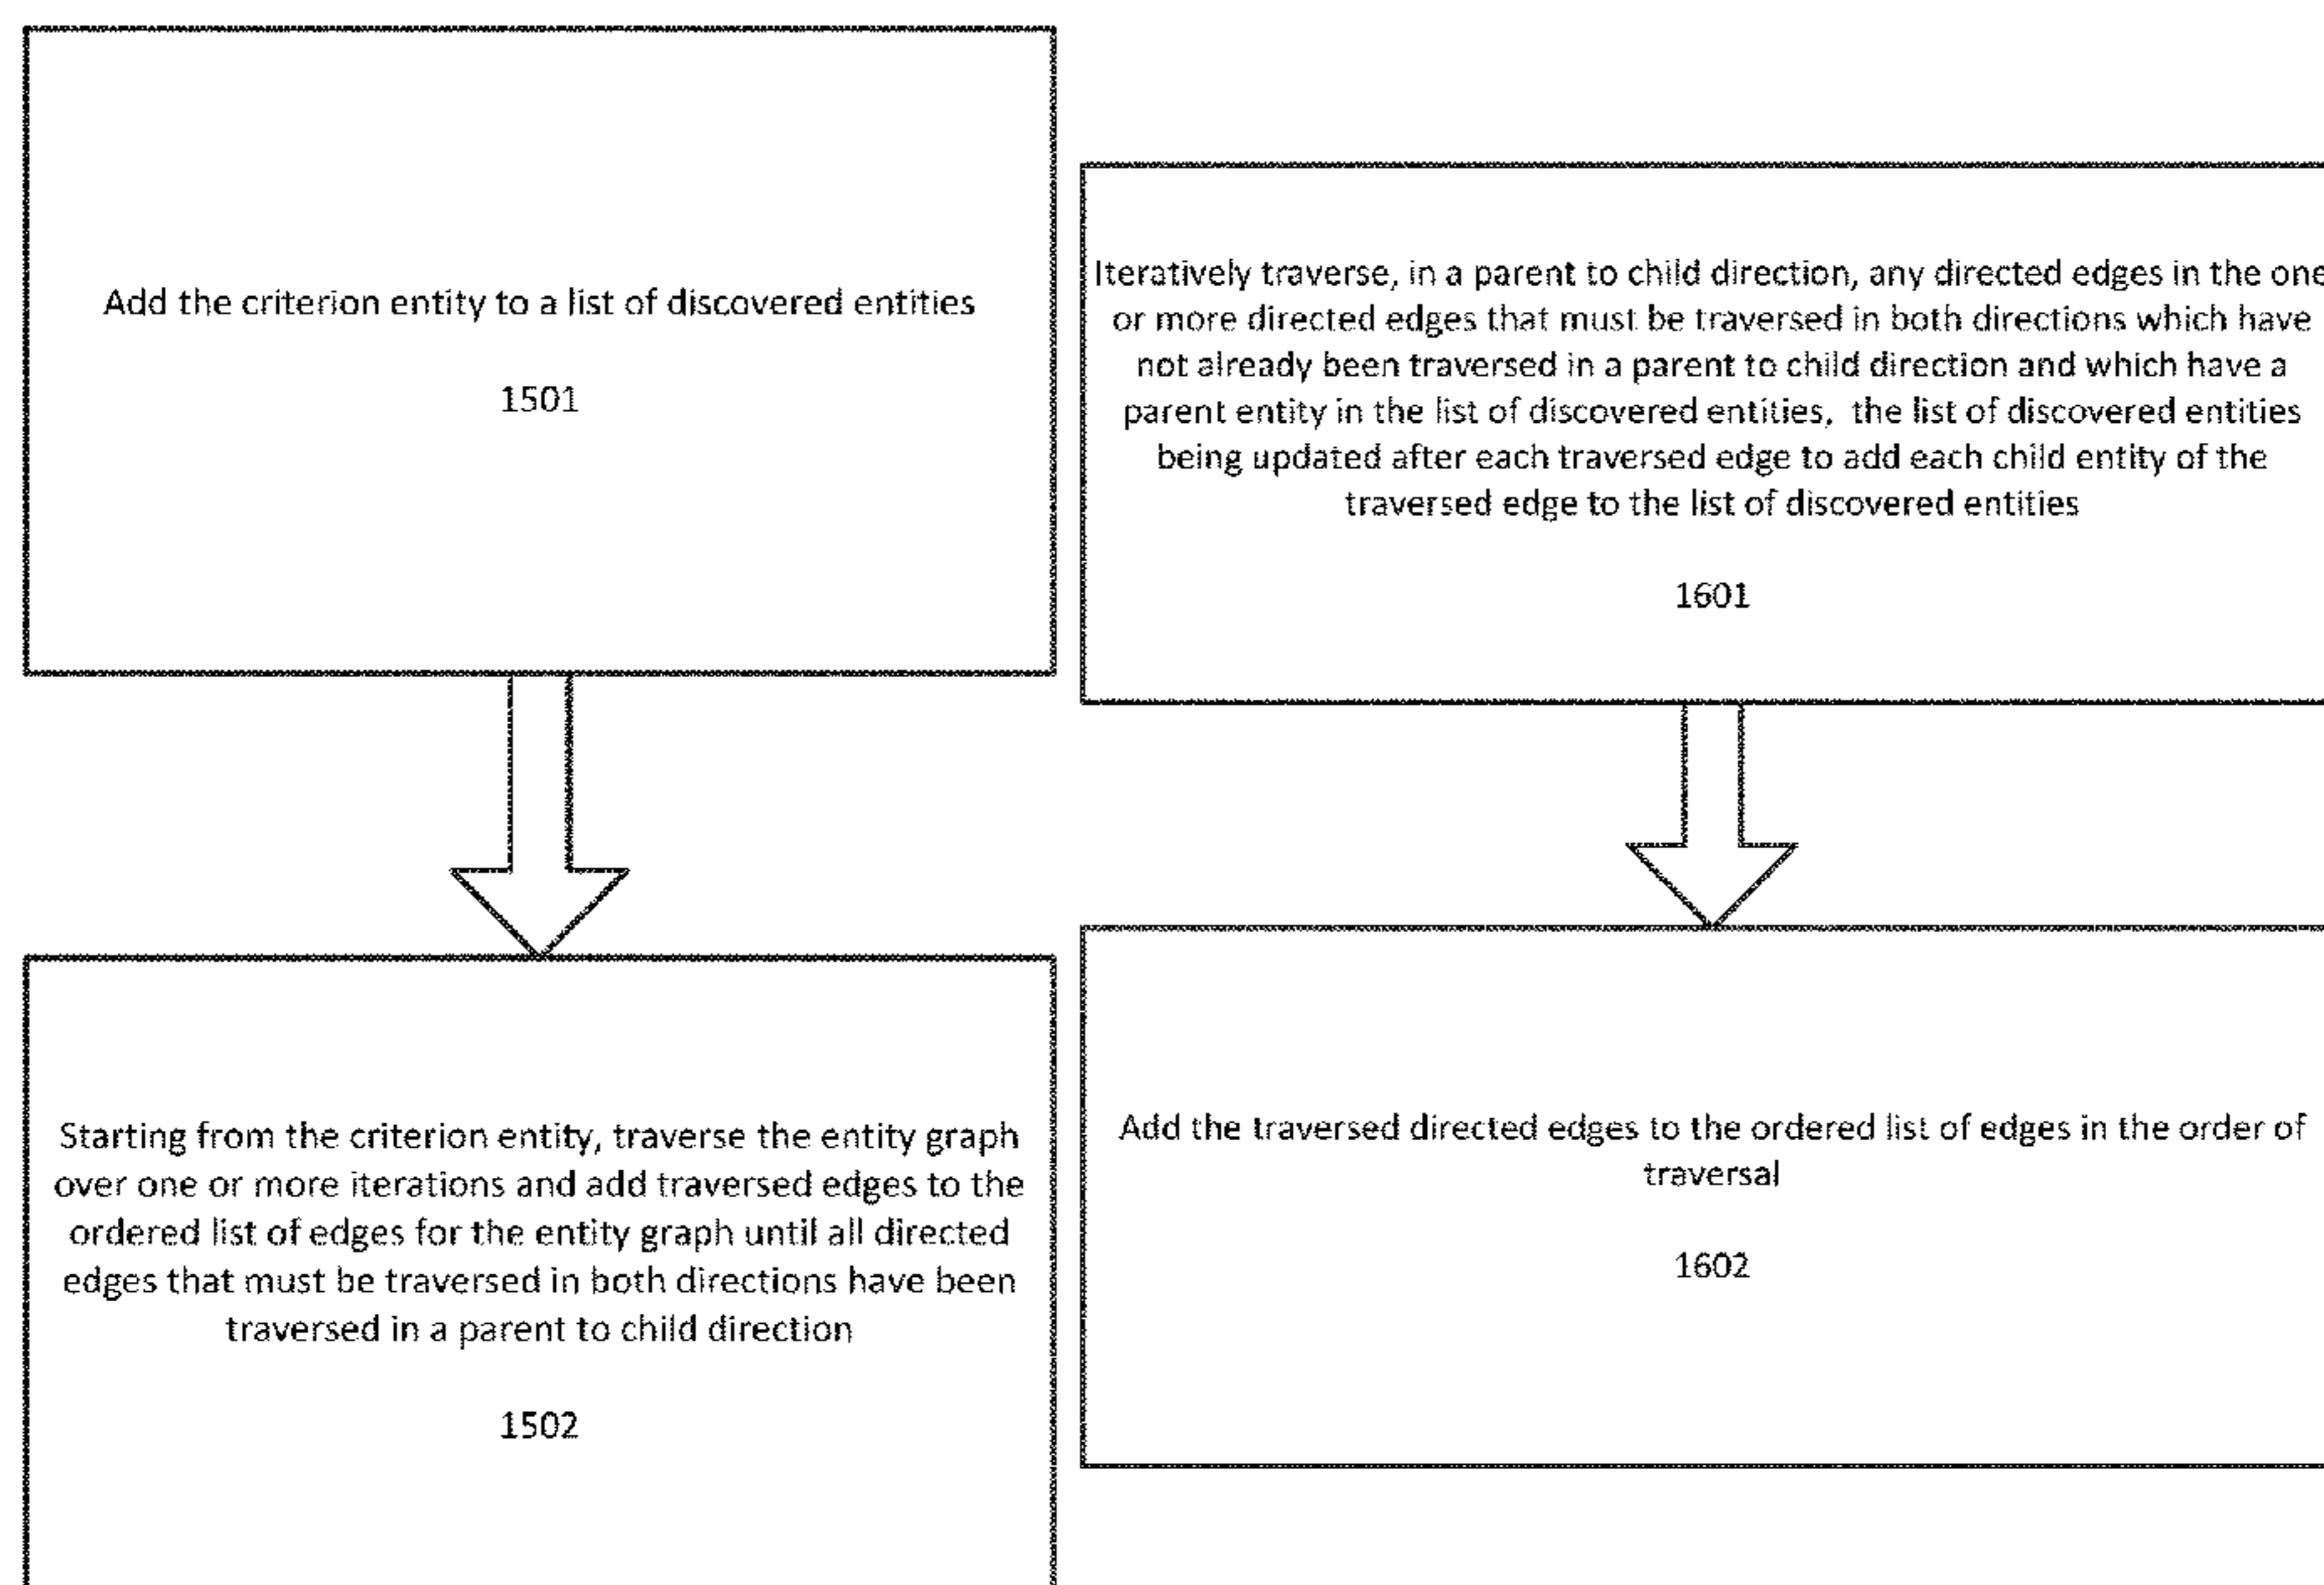 Add the criterion entity to a list of discovered entities
1501
Starting from the criterion entity, traverse the entity graph
over one or more iterations and add traversed edges to the
ordered list of edges for the entity graph until all directed
edges that must be traversed in both directions have been
traversed in a parent to child direction
1502
Iteratively traverse, in a parent to child direction, any directed edges in the one
or more directed edges that must be traversed in both directions which have
not already been traversed in a parent to child direction and which have a
parent entity in the list of discovered entities, the list of discovered entities
being updated after each traversed edge to add each child entity of the
traversed edge to the list of discovered entities
1601
Add the traversed directed edges to the ordered list of edges in the order of
traversal
1602